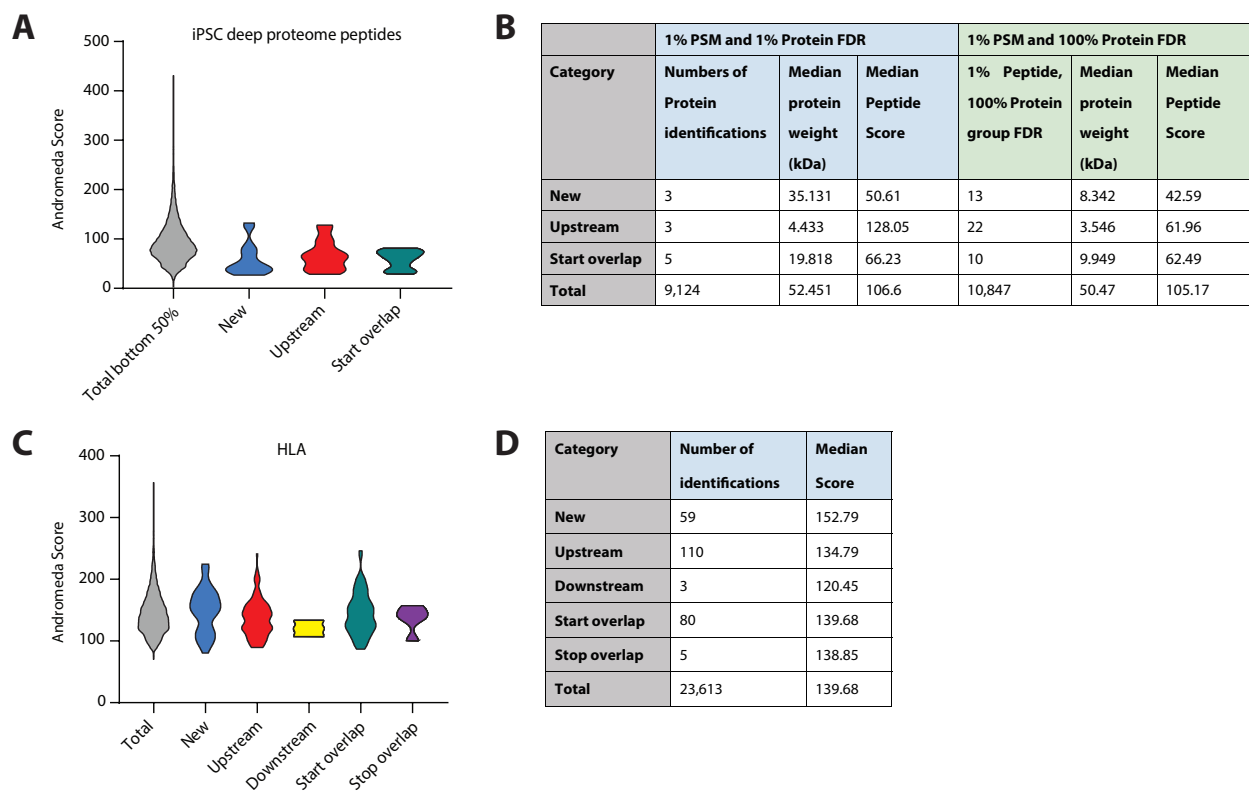 A
iPSC deep proteome peptides
Andromeda Score
500
400
300
200
100
0
Total bottom 50%
New
Upstream
Start overlap
B
1% PSM and 1% Protein FDR
1% PSM and 100% Protein FDR
Category
Numbers of
Protein
identifications
Median
protein
weight
(kDa)
Median
Peptide
Score
1% Peptide,
100% Protein
group FDR
Median
protein
weight
(kDa)
Median
Peptide
Score
New 3 35.131 50.61 13 8.342 42.59
Upstream 3 4.433 128.05 22 3.546 61.96
Start overlap 5 19.818 66.23 10 9.949 62.49
Total 9,124 52.451 106.6 10,847 50.47 105.17
C
HLA
Andromeda Score
400
300
200
100
0
Total
New
Upstream
Downstream
Start overlap
Stop overlap
D
Category
Number of
identifications
Median
Score
New 59 152.79
Upstream 110 134.79
Downstream 3 120.45
Start overlap 80 139.68
Stop overlap 5 138.85
Total 23,613 139.68